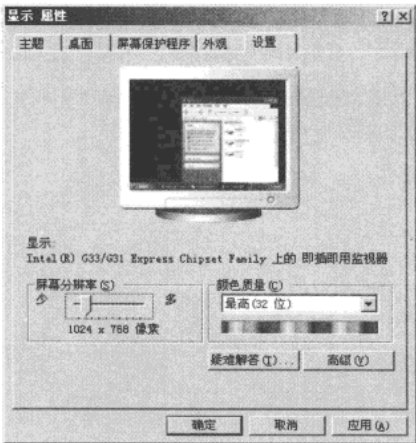 显示 属性
主题 桌面 屏幕保护程序 外观 设置
显示:
Intel(R) G33/G31 Express Chipset Family 上的 即插即用监视器
屏幕分辨率(S) 颜色质量(C)
少 多 最高(32 位)
1024 x 768 像素
疑难解答(T)... 高级(V)
确定 取消 应用(A)